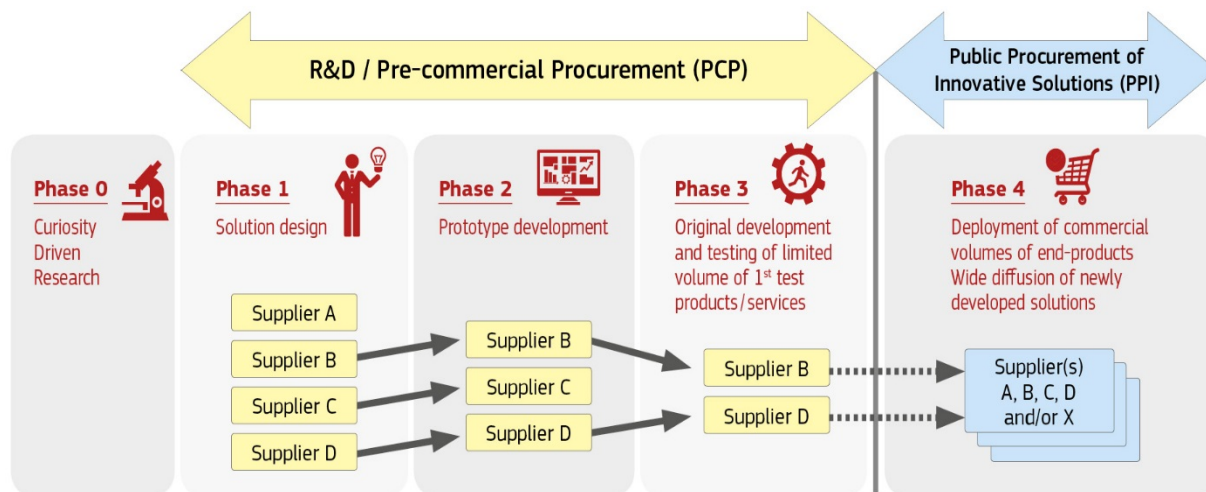 R&D / Pre-commercial Procurement (PCP)
Public Procurement of
Innovative Solutions (PPI)
Phase 0
Curiosity
Driven
Research
Phase 1
Solution design
Supplier A
Supplier B
Supplier C
Supplier D
Phase 2
Prototype development
Supplier B
Supplier C
Supplier D
Phase 3
Original development
and testing of limited
volume of 1st test
products/services
Supplier B
Supplier D
Phase 4
Deployment of commercial
volumes of end-products
Wide diffusion of newly
developed solutions
Supplier(s)
A, B, C, D
and/or X